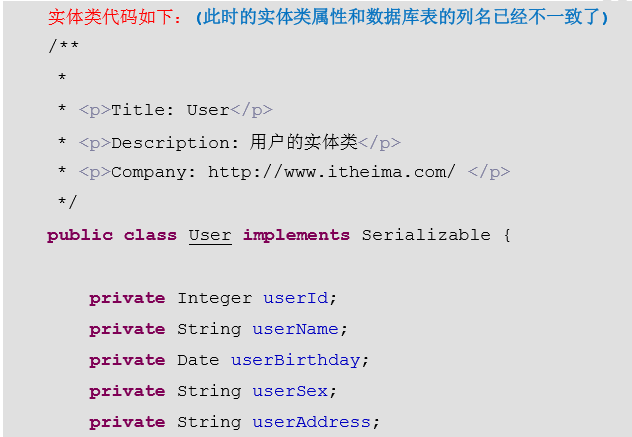 实体类代码如下：(此时的实体类属性和数据库表的列名已经不一致了)
/**
*
* <p>Title: User</p>
* <p>Description: 用户的实体类</p>
* <p>Company: http://www.itheima.com/ </p>
*/
public class User implements Serializable {
private Integer userId;
private String userName;
private Date userBirthday;
private String userSex;
private String userAddress;